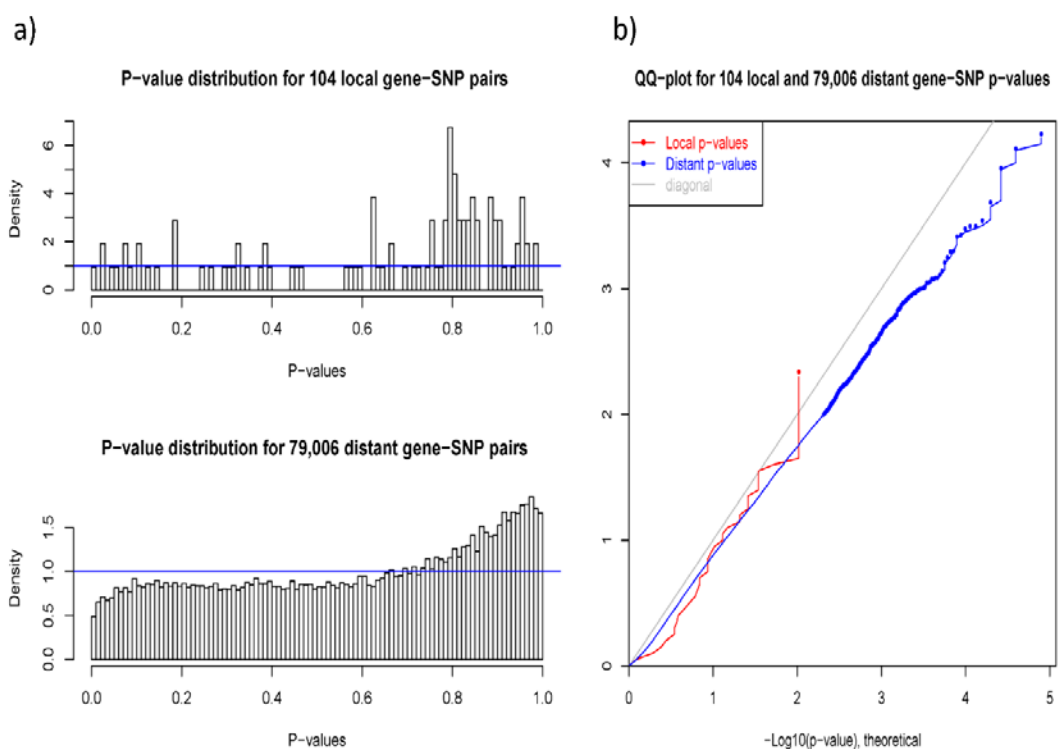 a)
P-value distribution for 104 local gene-SNP pairs
Density
6
4
2
0
0.0 0.2 0.4 0.6 0.8 1.0
P-values
P-value distribution for 79,006 distant gene-SNP pairs
Density
1.5
1.0
0.5
0.0
0.0 0.2 0.4 0.6 0.8 1.0
P-values
b)
QQ-plot for 104 local and 79,006 distant gene-SNP p-values
Local p-values
Distant p-values
diagonal
4
3
2
1
0
0 1 2 3 4 5
-Log10(p-value), theoretical